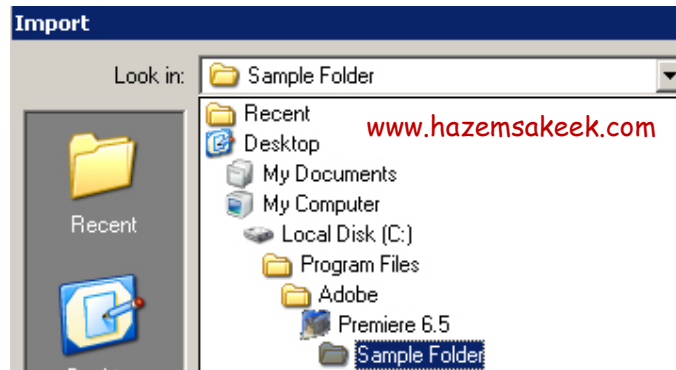 Import
Look in: Sample Folder
Recent
www.hazemsakeek.com
Desktop
My Documents
My Computer
Local Disk (C:)
Program Files
Adobe
Premiere 6.5
Sample Folder
Recent